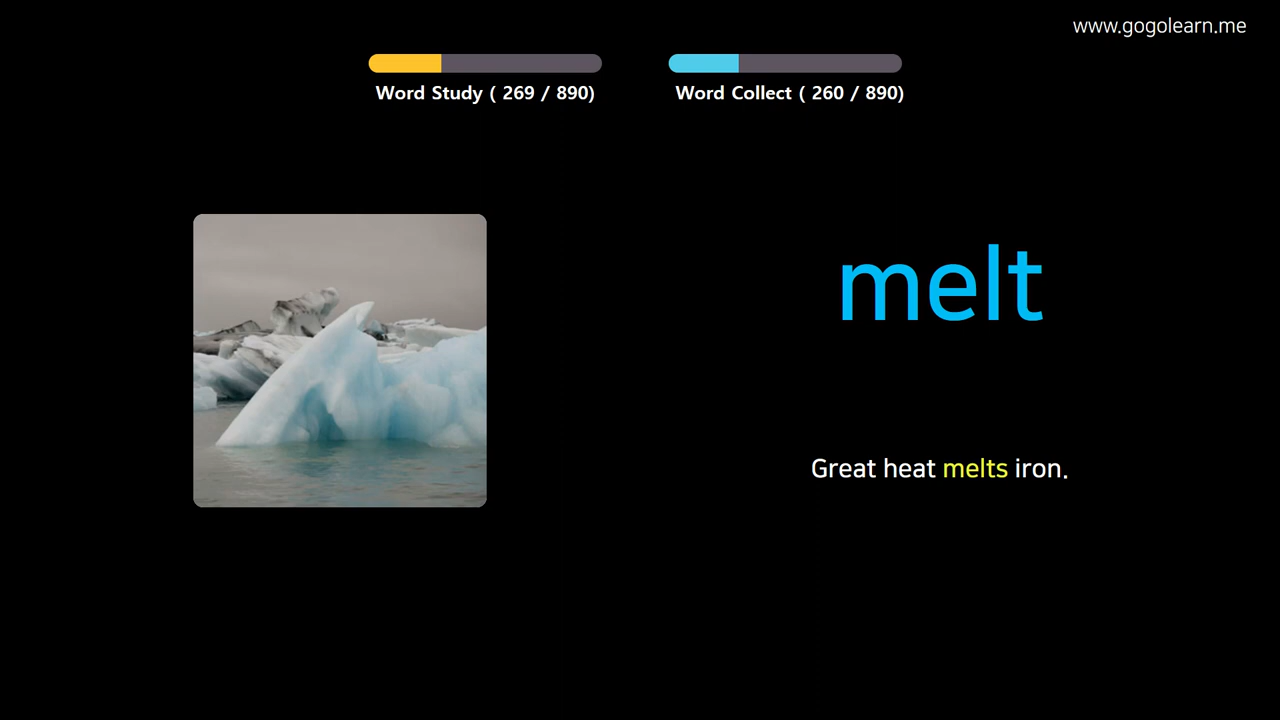 www.gogolearn.me
Word Study ( 269 / 890)
Word Collect ( 260 / 890)
melt
Great heat melts iron.